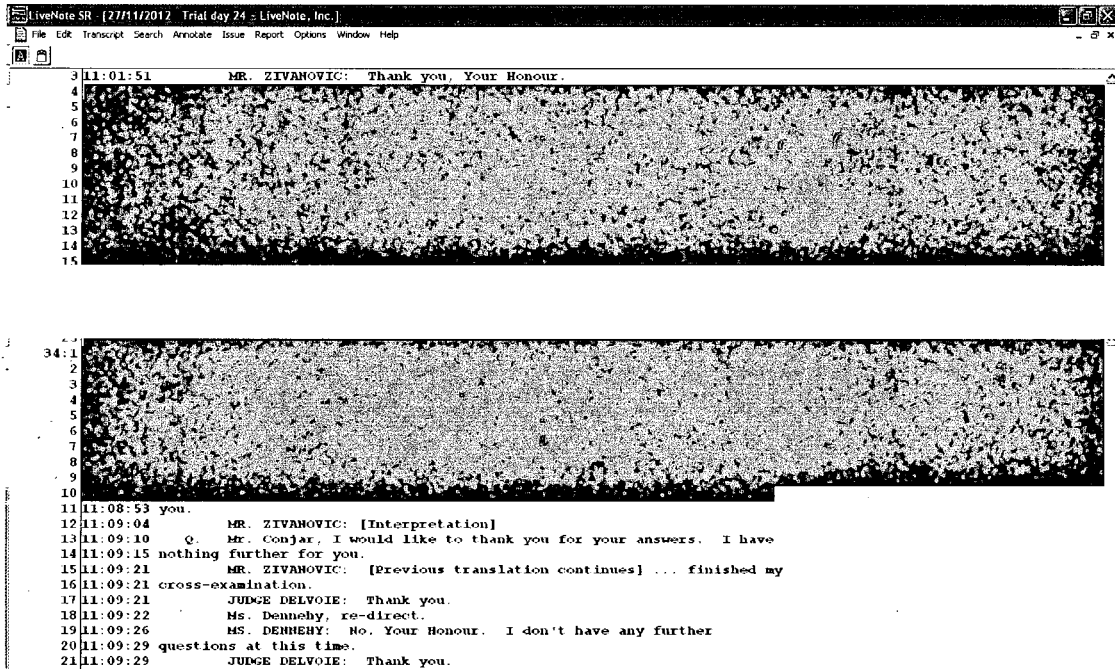 LiveNote SR - [27/11/2012 Trial day 24 - LiveNote, Inc.]
File Edit Transcript Search Annotate Issue Report Options Window Help
3 11:01:51 MR. ZIVANOVIC: Thank you, Your Honour.
4
5
6
7
8
9
10
11
12
13
14
15
34:1
2
3
4
5
6
7
8
9
10
11 11:08:53 you.
12 11:09:04 MR. ZIVANOVIC: [Interpretation]
13 11:09:10 Q. Mr. Conjar, I would like to thank you for your answers. I have
14 11:09:15 nothing further for you.
15 11:09:21 MR. ZIVANOVIC: [Previous translation continues] ... finished my
16 11:09:21 cross-examination.
17 11:09:21 JUDGE DELVOIE: Thank you.
18 11:09:22 Ms. Dennehy, re-direct.
19 11:09:26 MS. DENNEHY: No, Your Honour. I don't have any further
20 11:09:29 questions at this time.
21 11:09:29 JUDGE DELVOIE: Thank you.